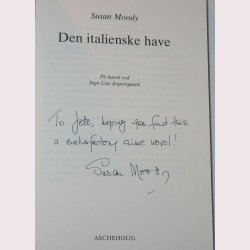 Susan Moody
Den italienske have
På dansk ved
Inge-Lise Jespersgaard
To Jette, hoping you find this
a satisfactory crime novel!
Susan Moody
ASCHEHOUG